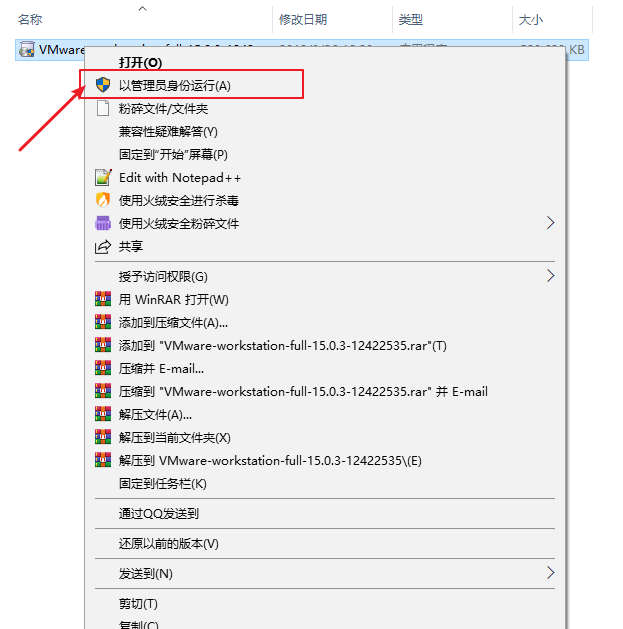 名称 修改日期 类型 大小
VMware KB
打开(O)
以管理员身份运行(A)
粉碎文件/文件夹
兼容性疑难解答(Y)
固定到"开始"屏幕(P)
Edit with Notepad++
使用火绒安全进行杀毒
使用火绒安全粉碎文件
共享
授予访问权限(G)
用 WinRAR 打开(W)
添加到压缩文件(A)...
添加到 "VMware-workstation-full-15.0.3-12422535.rar"(T)
压缩并 E-mail...
压缩到 "VMware-workstation-full-15.0.3-12422535.rar" 并 E-mail
解压文件(A)...
解压到当前文件夹(X)
解压到 VMware-workstation-full-15.0.3-12422535\(E)
固定到任务栏(K)
通过QQ发送到
还原以前的版本(V)
发送到(N)
剪切(T)
复制(C)